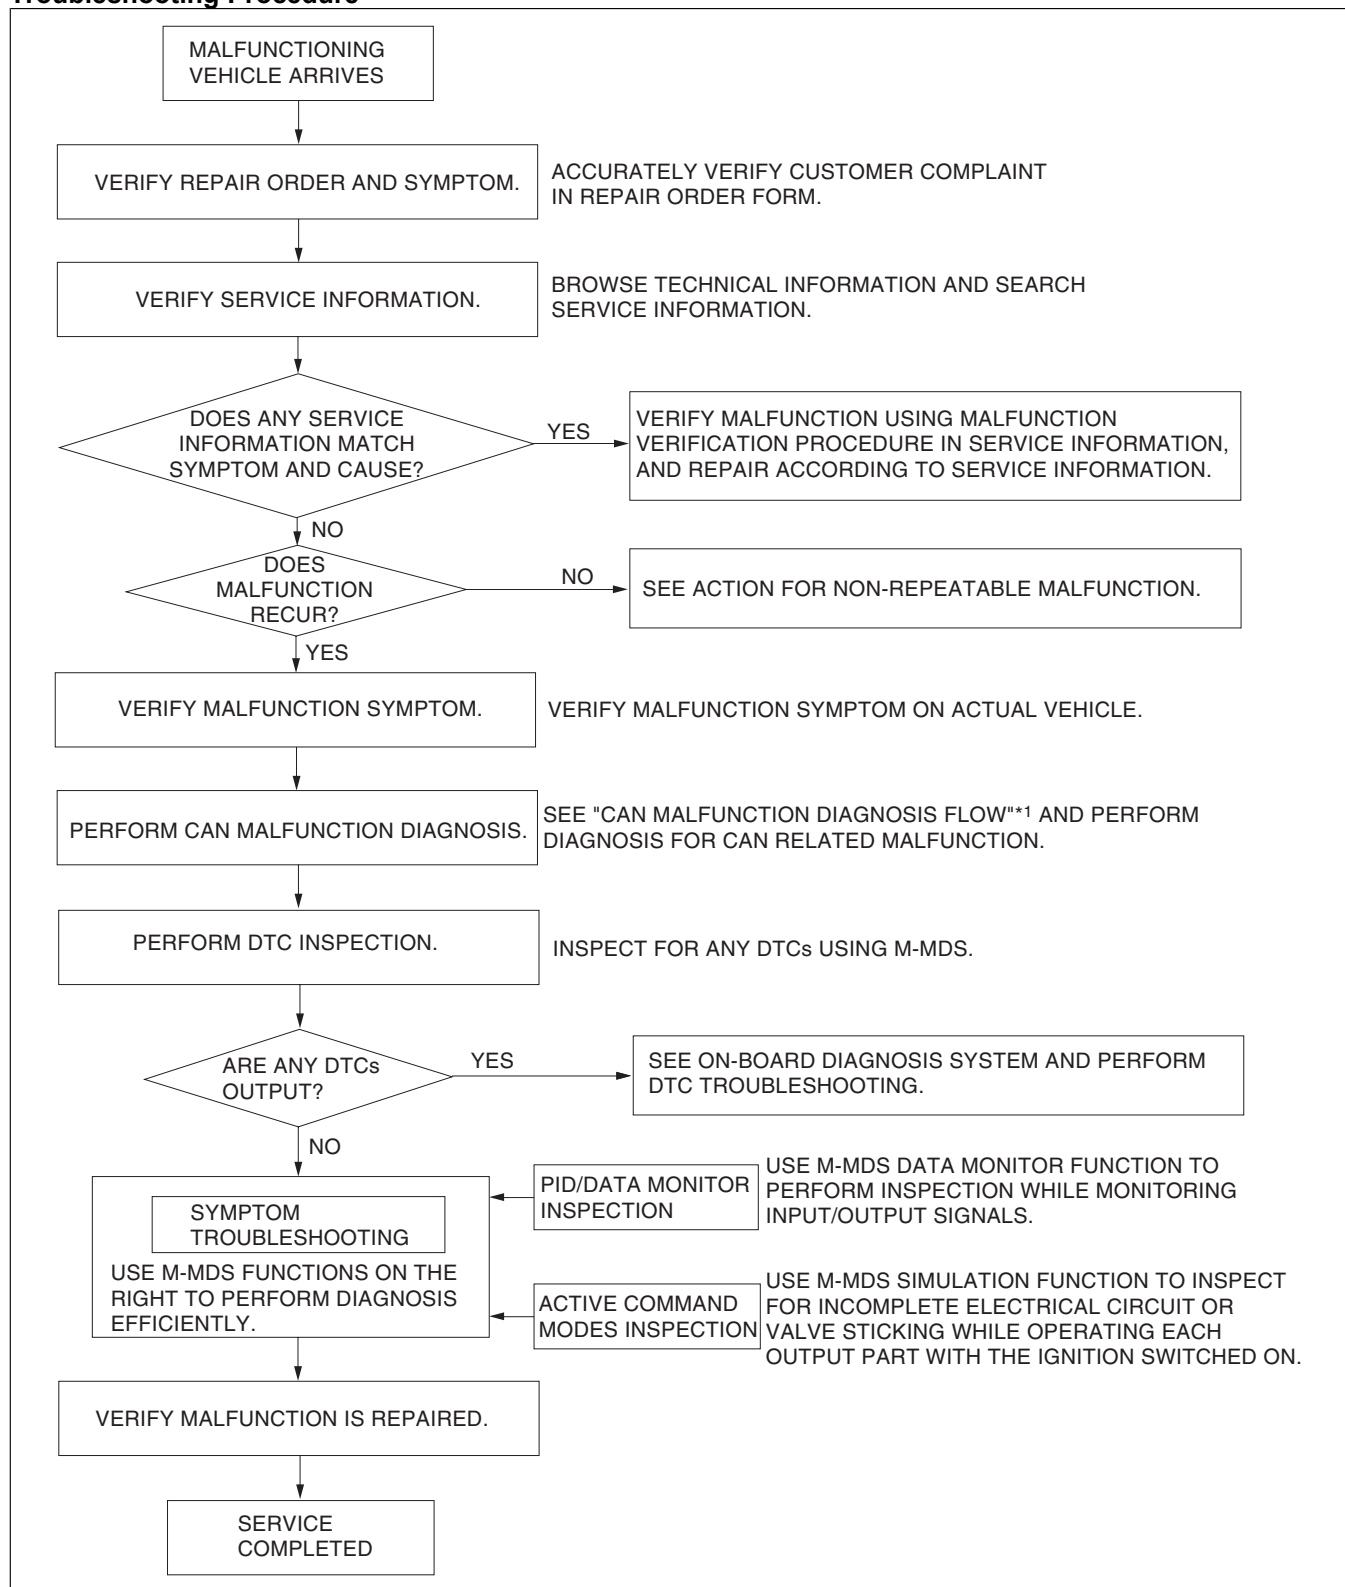 Troubleshooting Procedure
MALFUNCTIONING
VEHICLE ARRIVES
VERIFY REPAIR ORDER AND SYMPTOM.
ACCURATELY VERIFY CUSTOMER COMPLAINT
IN REPAIR ORDER FORM.
VERIFY SERVICE INFORMATION.
BROWSE TECHNICAL INFORMATION AND SEARCH
SERVICE INFORMATION.
DOES ANY SERVICE
INFORMATION MATCH
SYMPTOM AND CAUSE?
YES
VERIFY MALFUNCTION USING MALFUNCTION
VERIFICATION PROCEDURE IN SERVICE INFORMATION,
AND REPAIR ACCORDING TO SERVICE INFORMATION.
NO
DOES
MALFUNCTION
RECUR?
NO
SEE ACTION FOR NON-REPEATABLE MALFUNCTION.
YES
VERIFY MALFUNCTION SYMPTOM.
VERIFY MALFUNCTION SYMPTOM ON ACTUAL VEHICLE.
PERFORM CAN MALFUNCTION DIAGNOSIS.
SEE "CAN MALFUNCTION DIAGNOSIS FLOW"*1 AND PERFORM
DIAGNOSIS FOR CAN RELATED MALFUNCTION.
PERFORM DTC INSPECTION.
INSPECT FOR ANY DTCs USING M-MDS.
ARE ANY DTCs
OUTPUT?
YES
SEE ON-BOARD DIAGNOSIS SYSTEM AND PERFORM
DTC TROUBLESHOOTING.
NO
SYMPTOM
TROUBLESHOOTING
USE M-MDS FUNCTIONS ON THE
RIGHT TO PERFORM DIAGNOSIS
EFFICIENTLY.
PID/DATA MONITOR
INSPECTION
USE M-MDS DATA MONITOR FUNCTION TO
PERFORM INSPECTION WHILE MONITORING
INPUT/OUTPUT SIGNALS.
ACTIVE COMMAND
MODES INSPECTION
USE M-MDS SIMULATION FUNCTION TO INSPECT
FOR INCOMPLETE ELECTRICAL CIRCUIT OR
VALVE STICKING WHILE OPERATING EACH
OUTPUT PART WITH THE IGNITION SWITCHED ON.
VERIFY MALFUNCTION IS REPAIRED.
SERVICE
COMPLETED